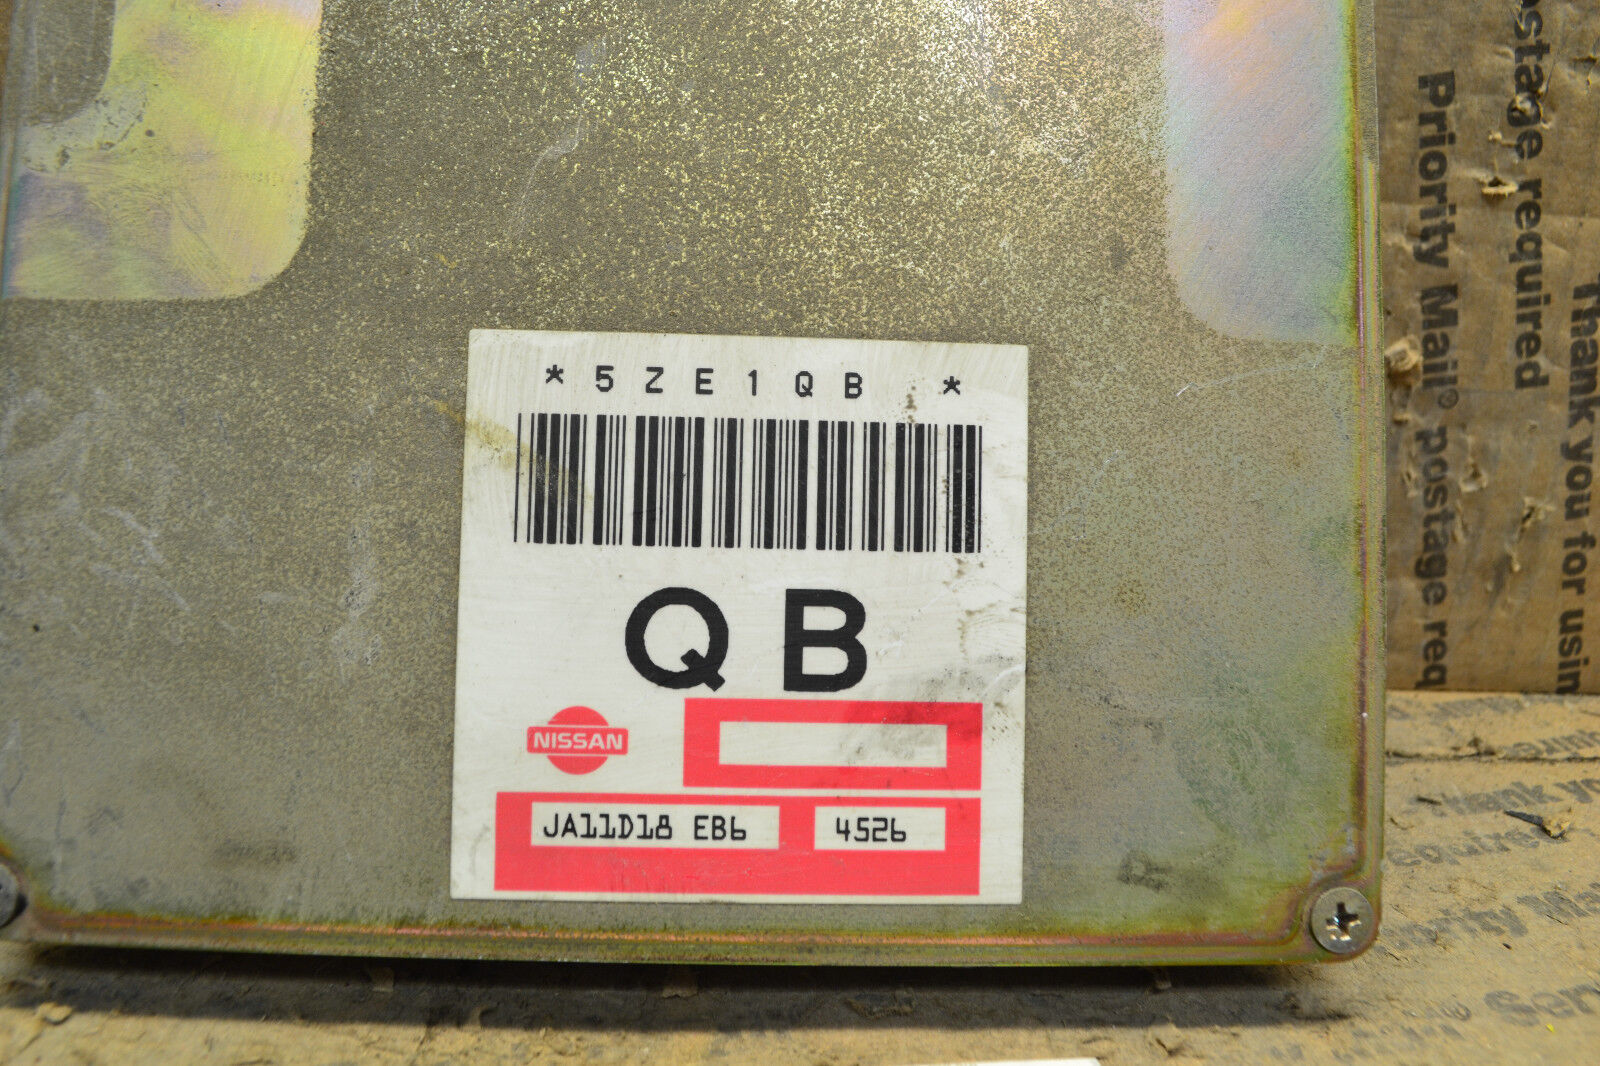 *5ZE1QB *
QB
NISSAN
JA11D18 EB6 4526
Priority Mail® postage req
postage required
Thank you for usin